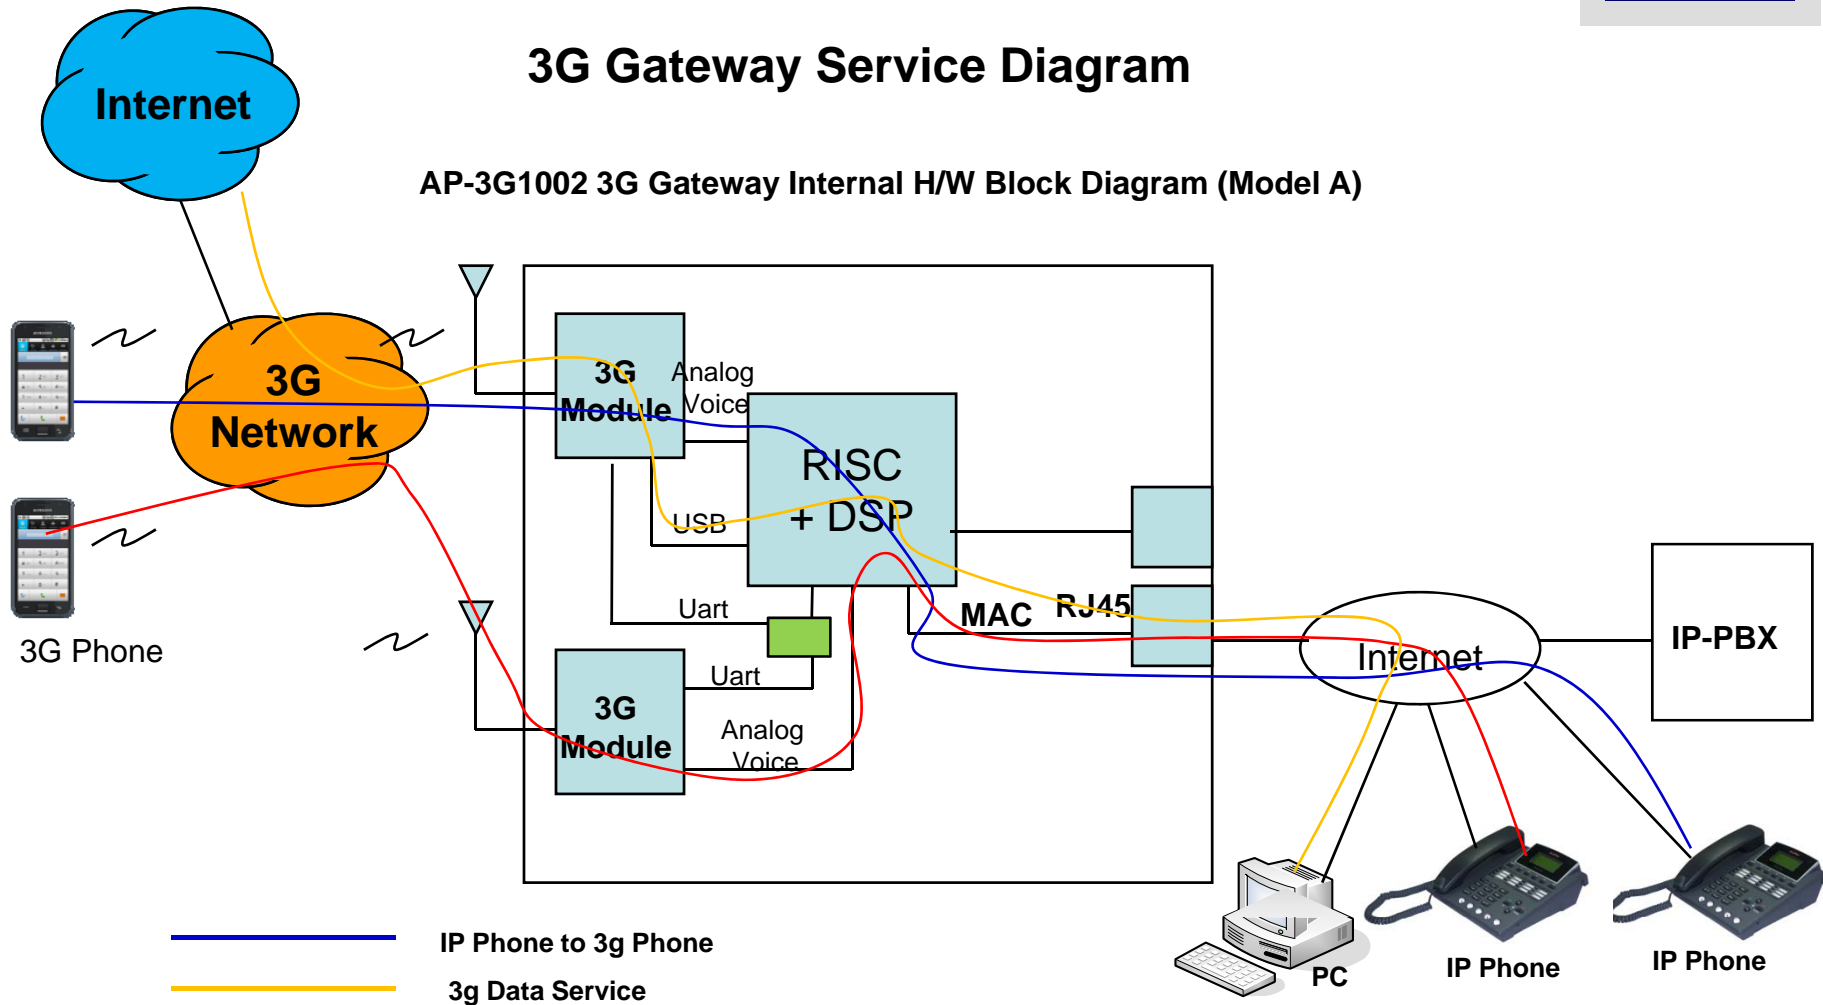 3G Gateway Service Diagram
Internet
AP-3G1002 3G Gateway Internal H/W Block Diagram (Model A)
3G
Network
3G
Module
Analog
Voice
RISC
+ DSP
USB
Uart
MAC
RJ45
3G Phone
Internet
IP-PBX
Uart
3G
Module
Analog
Voice
IP Phone to 3g Phone
3g Data Service
PC
IP Phone
IP Phone